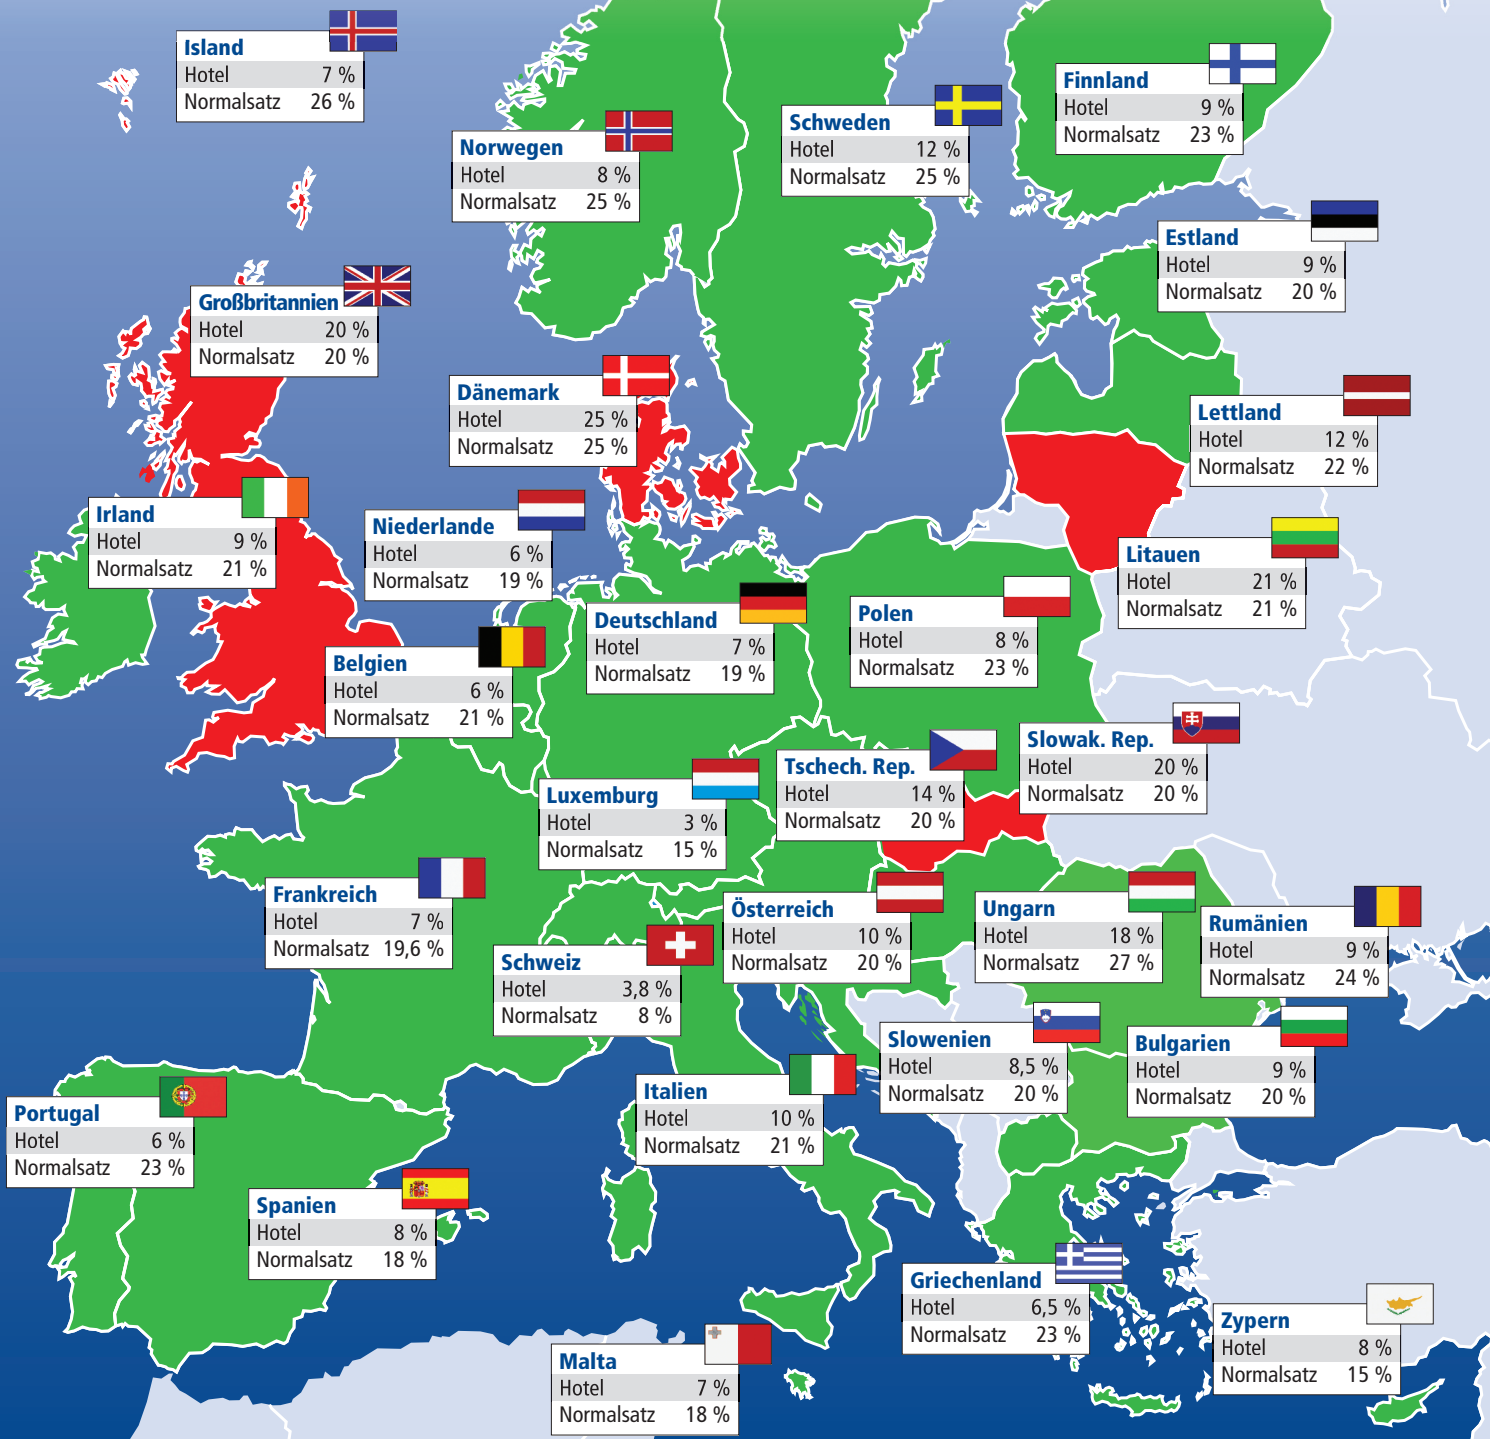 Island
Hotel 7 %
Normalsatz 26 %
Norwegen
Hotel 8 %
Normalsatz 25 %
Schweden
Hotel 12 %
Normalsatz 25 %
Finnland
Hotel 9 %
Normalsatz 23 %
Estland
Hotel 9 %
Normalsatz 20 %
Großbritannien
Hotel 20 %
Normalsatz 20 %
Dänemark
Hotel 25 %
Normalsatz 25 %
Lettland
Hotel 12 %
Normalsatz 22 %
Irland
Hotel 9 %
Normalsatz 21 %
Niederlande
Hotel 6 %
Normalsatz 19 %
Litauen
Hotel 21 %
Normalsatz 21 %
Deutschland
Hotel 7 %
Normalsatz 19 %
Polen
Hotel 8 %
Normalsatz 23 %
Belgien
Hotel 6 %
Normalsatz 21 %
Slowak. Rep.
Hotel 20 %
Normalsatz 20 %
Tschech. Rep.
Hotel 14 %
Normalsatz 20 %
Luxemburg
Hotel 3 %
Normalsatz 15 %
Frankreich
Hotel 7 %
Normalsatz 19,6 %
Österreich
Hotel 10 %
Normalsatz 20 %
Ungarn
Hotel 18 %
Normalsatz 27 %
Rumänien
Hotel 9 %
Normalsatz 24 %
Schweiz
Hotel 3,8 %
Normalsatz 8 %
Slowenien
Hotel 8,5 %
Normalsatz 20 %
Bulgarien
Hotel 9 %
Normalsatz 20 %
Italien
Hotel 10 %
Normalsatz 21 %
Portugal
Hotel 6 %
Normalsatz 23 %
Spanien
Hotel 8 %
Normalsatz 18 %
Griechenland
Hotel 6,5 %
Normalsatz 23 %
Zypern
Hotel 8 %
Normalsatz 15 %
Malta
Hotel 7 %
Normalsatz 18 %